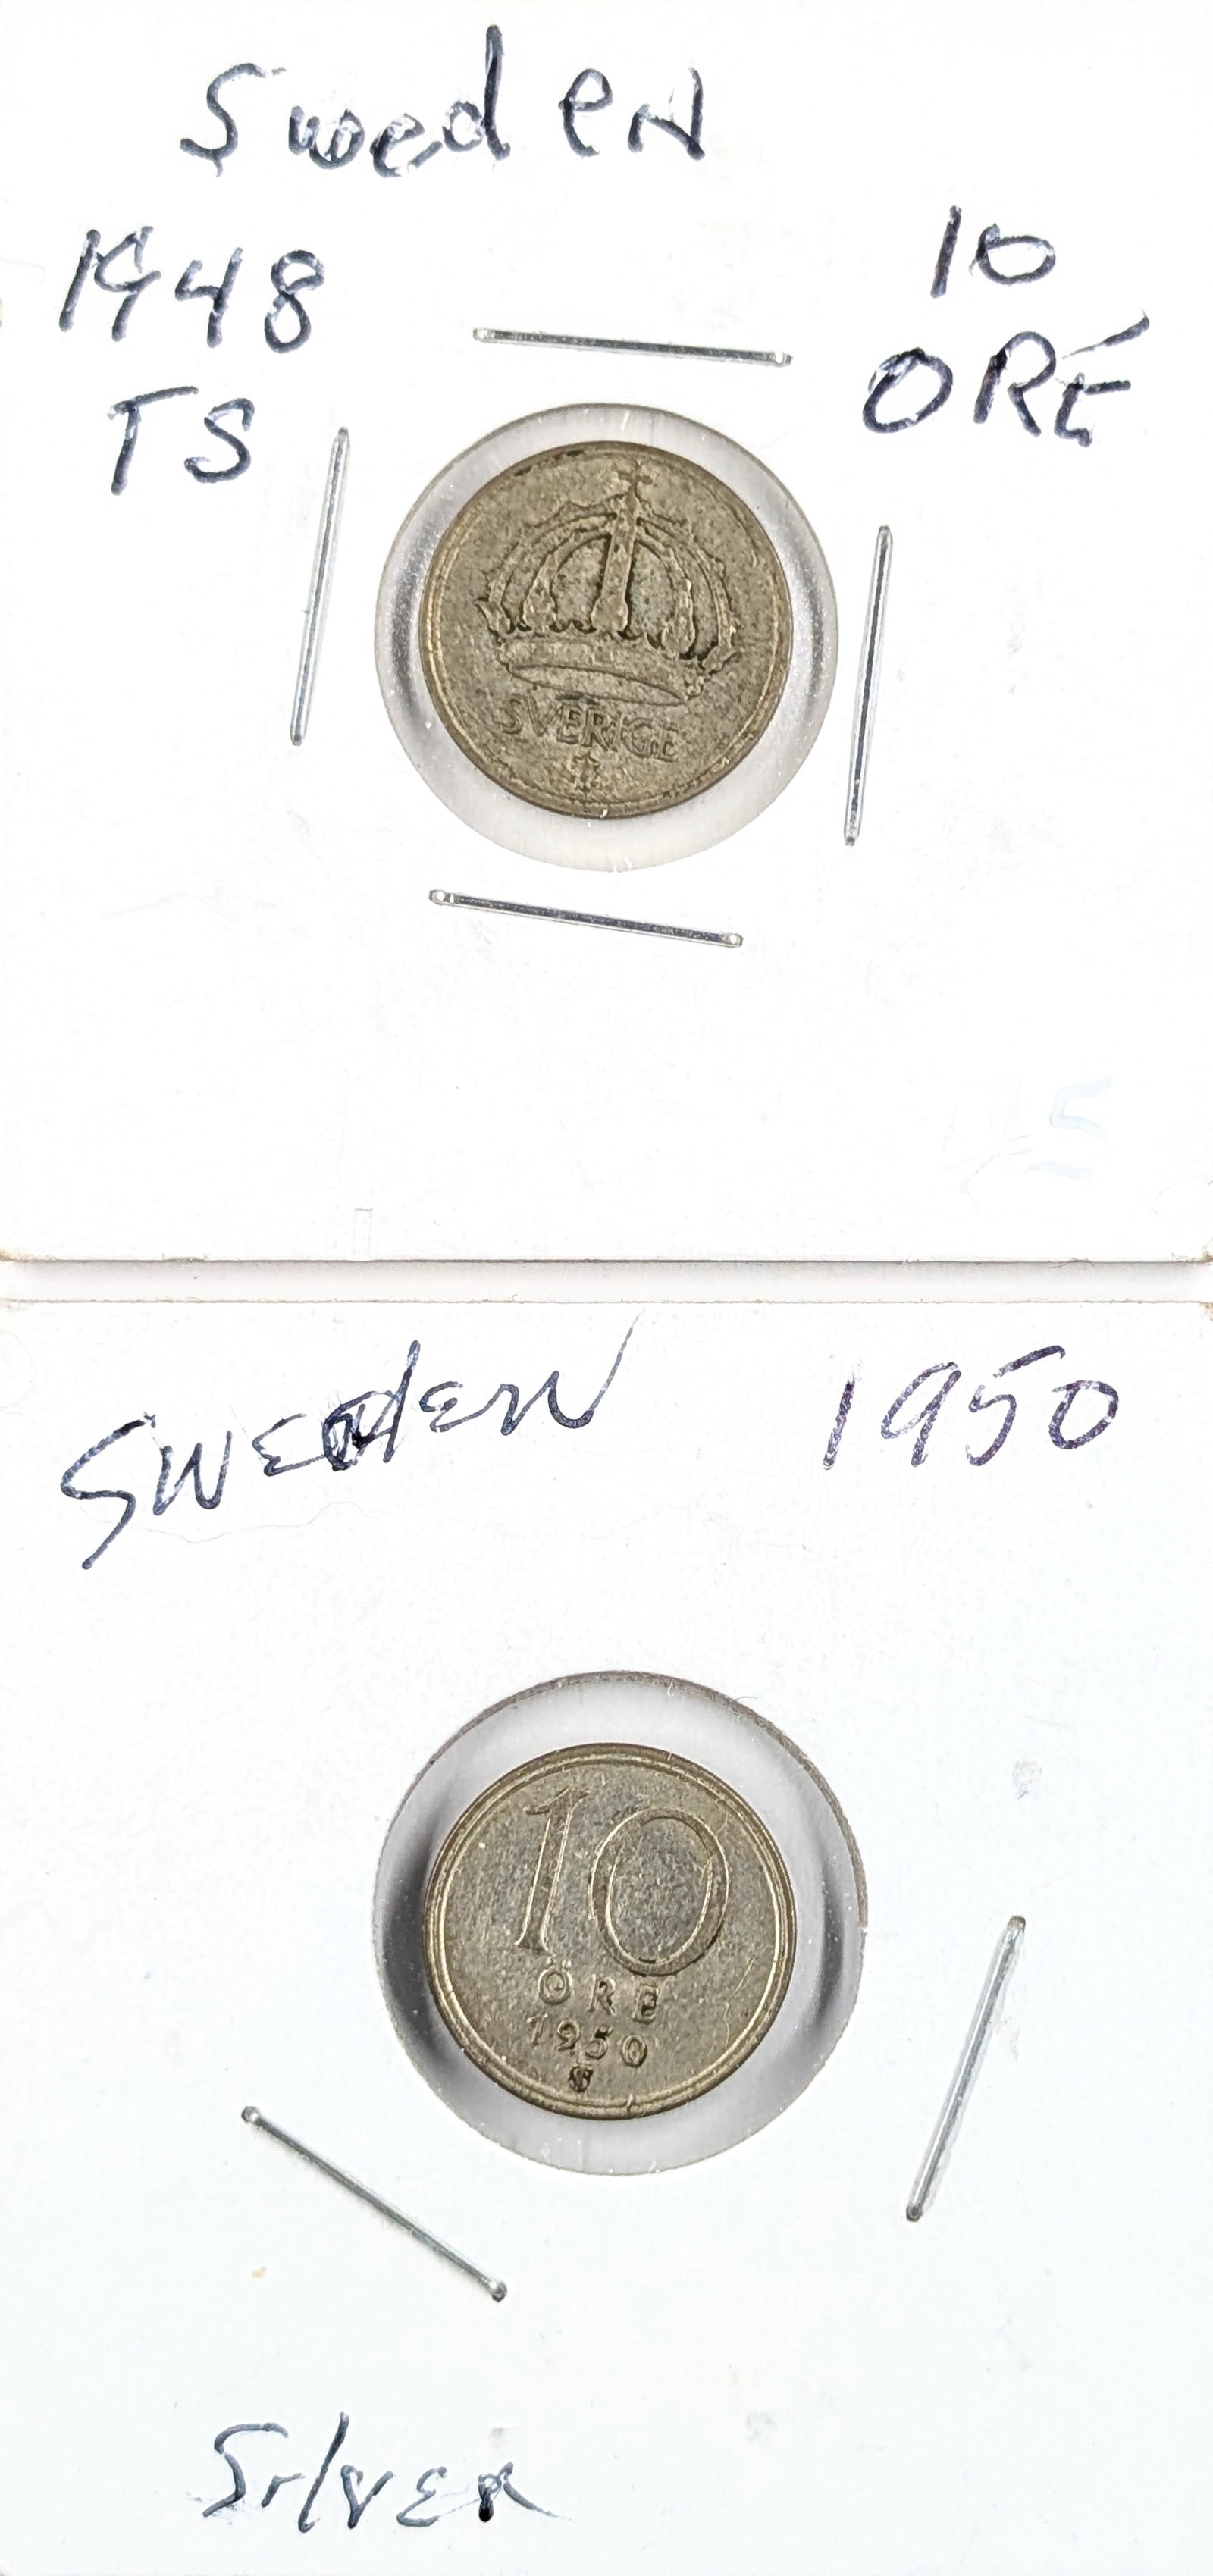 Sweden
1948
10
TS
ORÉ
SVERIGE
SWEdEN 1950
10
ÖRE
1950
Silver